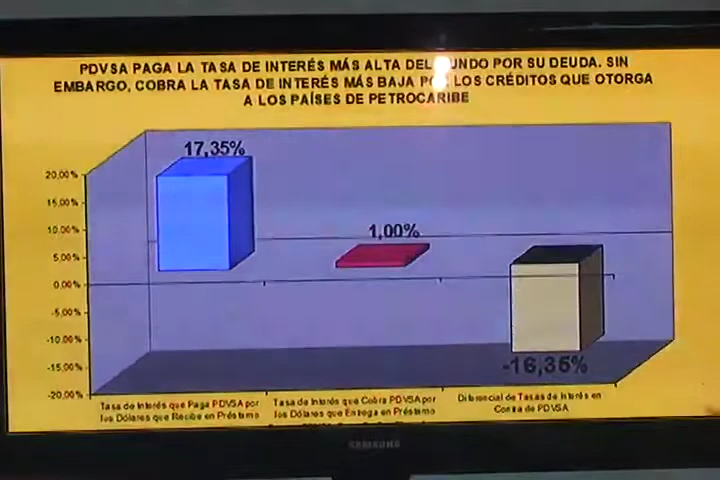 PDVSA PAGA LA TASA DE INTERÉS MÁS ALTA DEL MUNDO POR SU DEUDA. SIN
EMBARGO, COBRA LA TASA DE INTERÉS MÁS BAJA POR LOS CRÉDITOS QUE OTORGA
A LOS PAÍSES DE PETROCARIBE
17,35%
1,00%
-16,35%
20,00%
15,00%
10,00%
5,00%
0,00%
-5,00%
-10,00%
-15,00%
-20,00%
Tasa de Interés que Paga PDVSA por
los Dólares que Recibe en Préstamo
Tasa de Interés que Cobra PDVSA por
los Dólares que Entrega en Préstamo
Diferencial de Tasas de Interés en
Contra de PDVSA
SAMSUNG